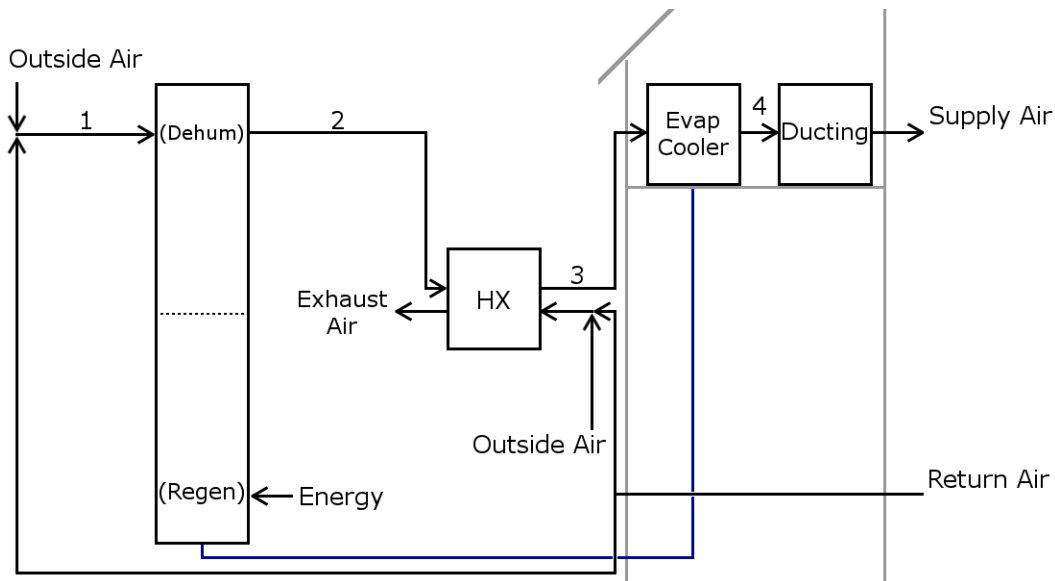 Outside Air
1
(Dehum)
2
Evap
Cooler
4
Ducting
Supply Air
3
HX
Exhaust
Air
Outside Air
(Regen)
Energy
Return Air